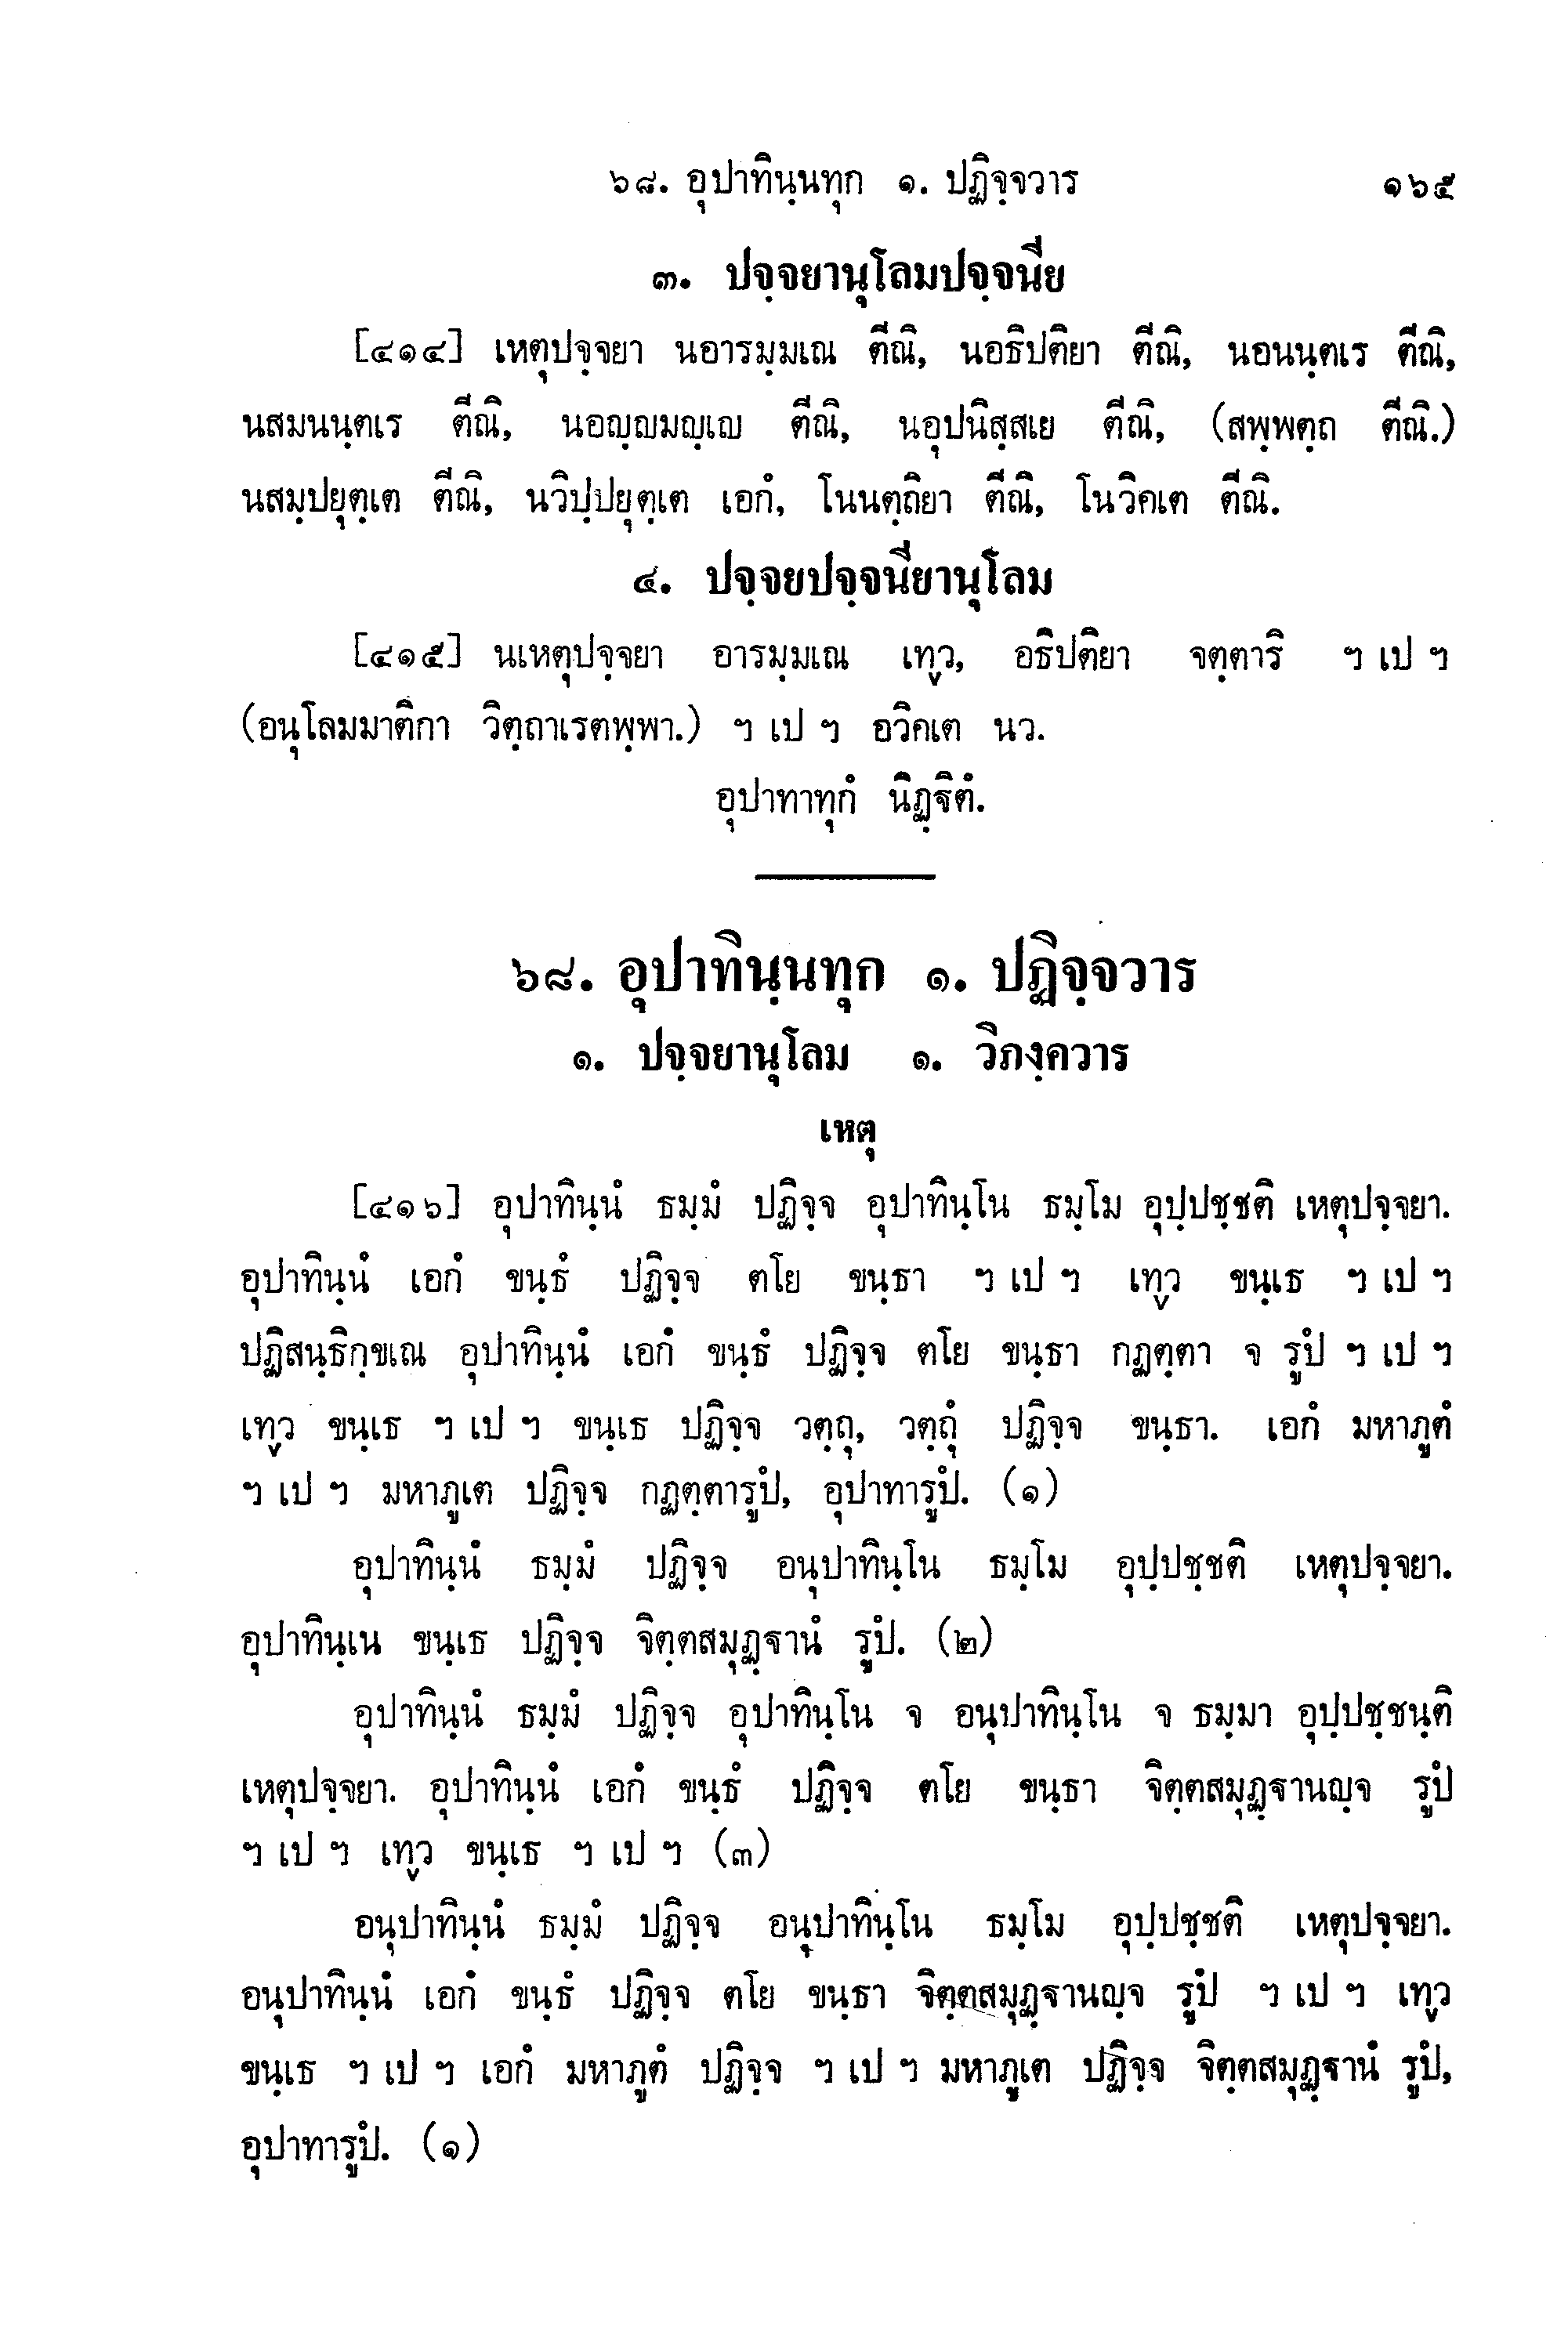 ๖๘. อุปาทินฺนทุก ๑. ปฏิจฺจวาร ๑๖๕
๓. ปจฺจยานุโลมปจฺจนีย
[๔๑๔] เหตุปจฺจยา นอารมฺมเณ ตีณิ, นอธิปติยา ตีณิ, นอนนฺตเร ตีณิ,
นสมนนฺตเร ตีณิ, นอญฺญมญฺเญ ตีณิ, นอุปนิสฺสเย ตีณิ, (สพฺพตฺถ ตีณิ.)
นสมฺปยุตฺเต ตีณิ, นวิปฺปยุตฺเต เอกํ, โนนตฺถิยา ตีณิ, โนวิคเต ตีณิ.
๔. ปจฺจยปจฺจนียานุโลม
[๔๑๕] นเหตุปจฺจยา อารมฺมเณ เทฺว, อธิปติยา จตฺตาริ ฯ เป ฯ
(อนุโลมมาติกา วิตฺถาเรตพฺพา.) ฯ เป ฯ อวิคเต นว.
อุปาทาทุกํ นิฏฺฐิตํ.
๖๘. อุปาทินฺนทุก ๑. ปฏิจฺจวาร
๑. ปจฺจยานุโลม ๑. วิภงฺควาร
เหตุ
[๔๑๖] อุปาทินฺนํ ธมฺมํ ปฏิจฺจ อุปาทินฺโน ธมฺโม อุปฺปชฺชติ เหตุปจฺจยา.
อุปาทินฺนํ เอกํ ขนฺธํ ปฏิจฺจ ตโย ขนฺธา ฯ เป ฯ เทฺว ขนฺเธ ฯ เป ฯ
ปฏิสนฺธิกฺขเณ อุปาทินฺนํ เอกํ ขนฺธํ ปฏิจฺจ ตโย ขนฺธา กฏตฺตา จ รูปํ ฯ เป ฯ
เทฺว ขนฺเธ ฯ เป ฯ ขนฺเธ ปฏิจฺจ วตฺถุ, วตฺถุํ ปฏิจฺจ ขนฺธา. เอกํ มหาภูตํ
ฯ เป ฯ มหาภูเต ปฏิจฺจ กฏตฺตารูปํ, อุปาทารูปํ. (๑)
อุปาทินฺนํ ธมฺมํ ปฏิจฺจ อนุปาทินฺโน ธมฺโม อุปฺปชฺชติ เหตุปจฺจยา.
อุปาทินฺเน ขนฺเธ ปฏิจฺจ จิตฺตสมุฏฺฐานํ รูปํ. (๒)
อุปาทินฺนํ ธมฺมํ ปฏิจฺจ อุปาทินฺโน จ อนุปาทินฺโน จ ธมฺมา อุปฺปชฺชนฺติ
เหตุปจฺจยา. อุปาทินฺนํ เอกํ ขนฺธํ ปฏิจฺจ ตโย ขนฺธา จิตฺตสมุฏฺฐานญฺจ รูปํ
ฯ เป ฯ เทฺว ขนฺเธ ฯ เป ฯ (๓)
อนุปาทินฺนํ ธมฺมํ ปฏิจฺจ อนุปาทินฺโน ธมฺโม อุปฺปชฺชติ เหตุปจฺจยา.
อนุปาทินฺนํ เอกํ ขนฺธํ ปฏิจฺจ ตโย ขนฺธา จิตฺตสมุฏฺฐานญฺจ รูปํ ฯ เป ฯ เทฺว
ขนฺเธ ฯ เป ฯ เอกํ มหาภูตํ ปฏิจฺจ ฯ เป ฯ มหาภูเต ปฏิจฺจ จิตฺตสมุฏฺฐานํ รูปํ,
อุปาทารูปํ. (๑)